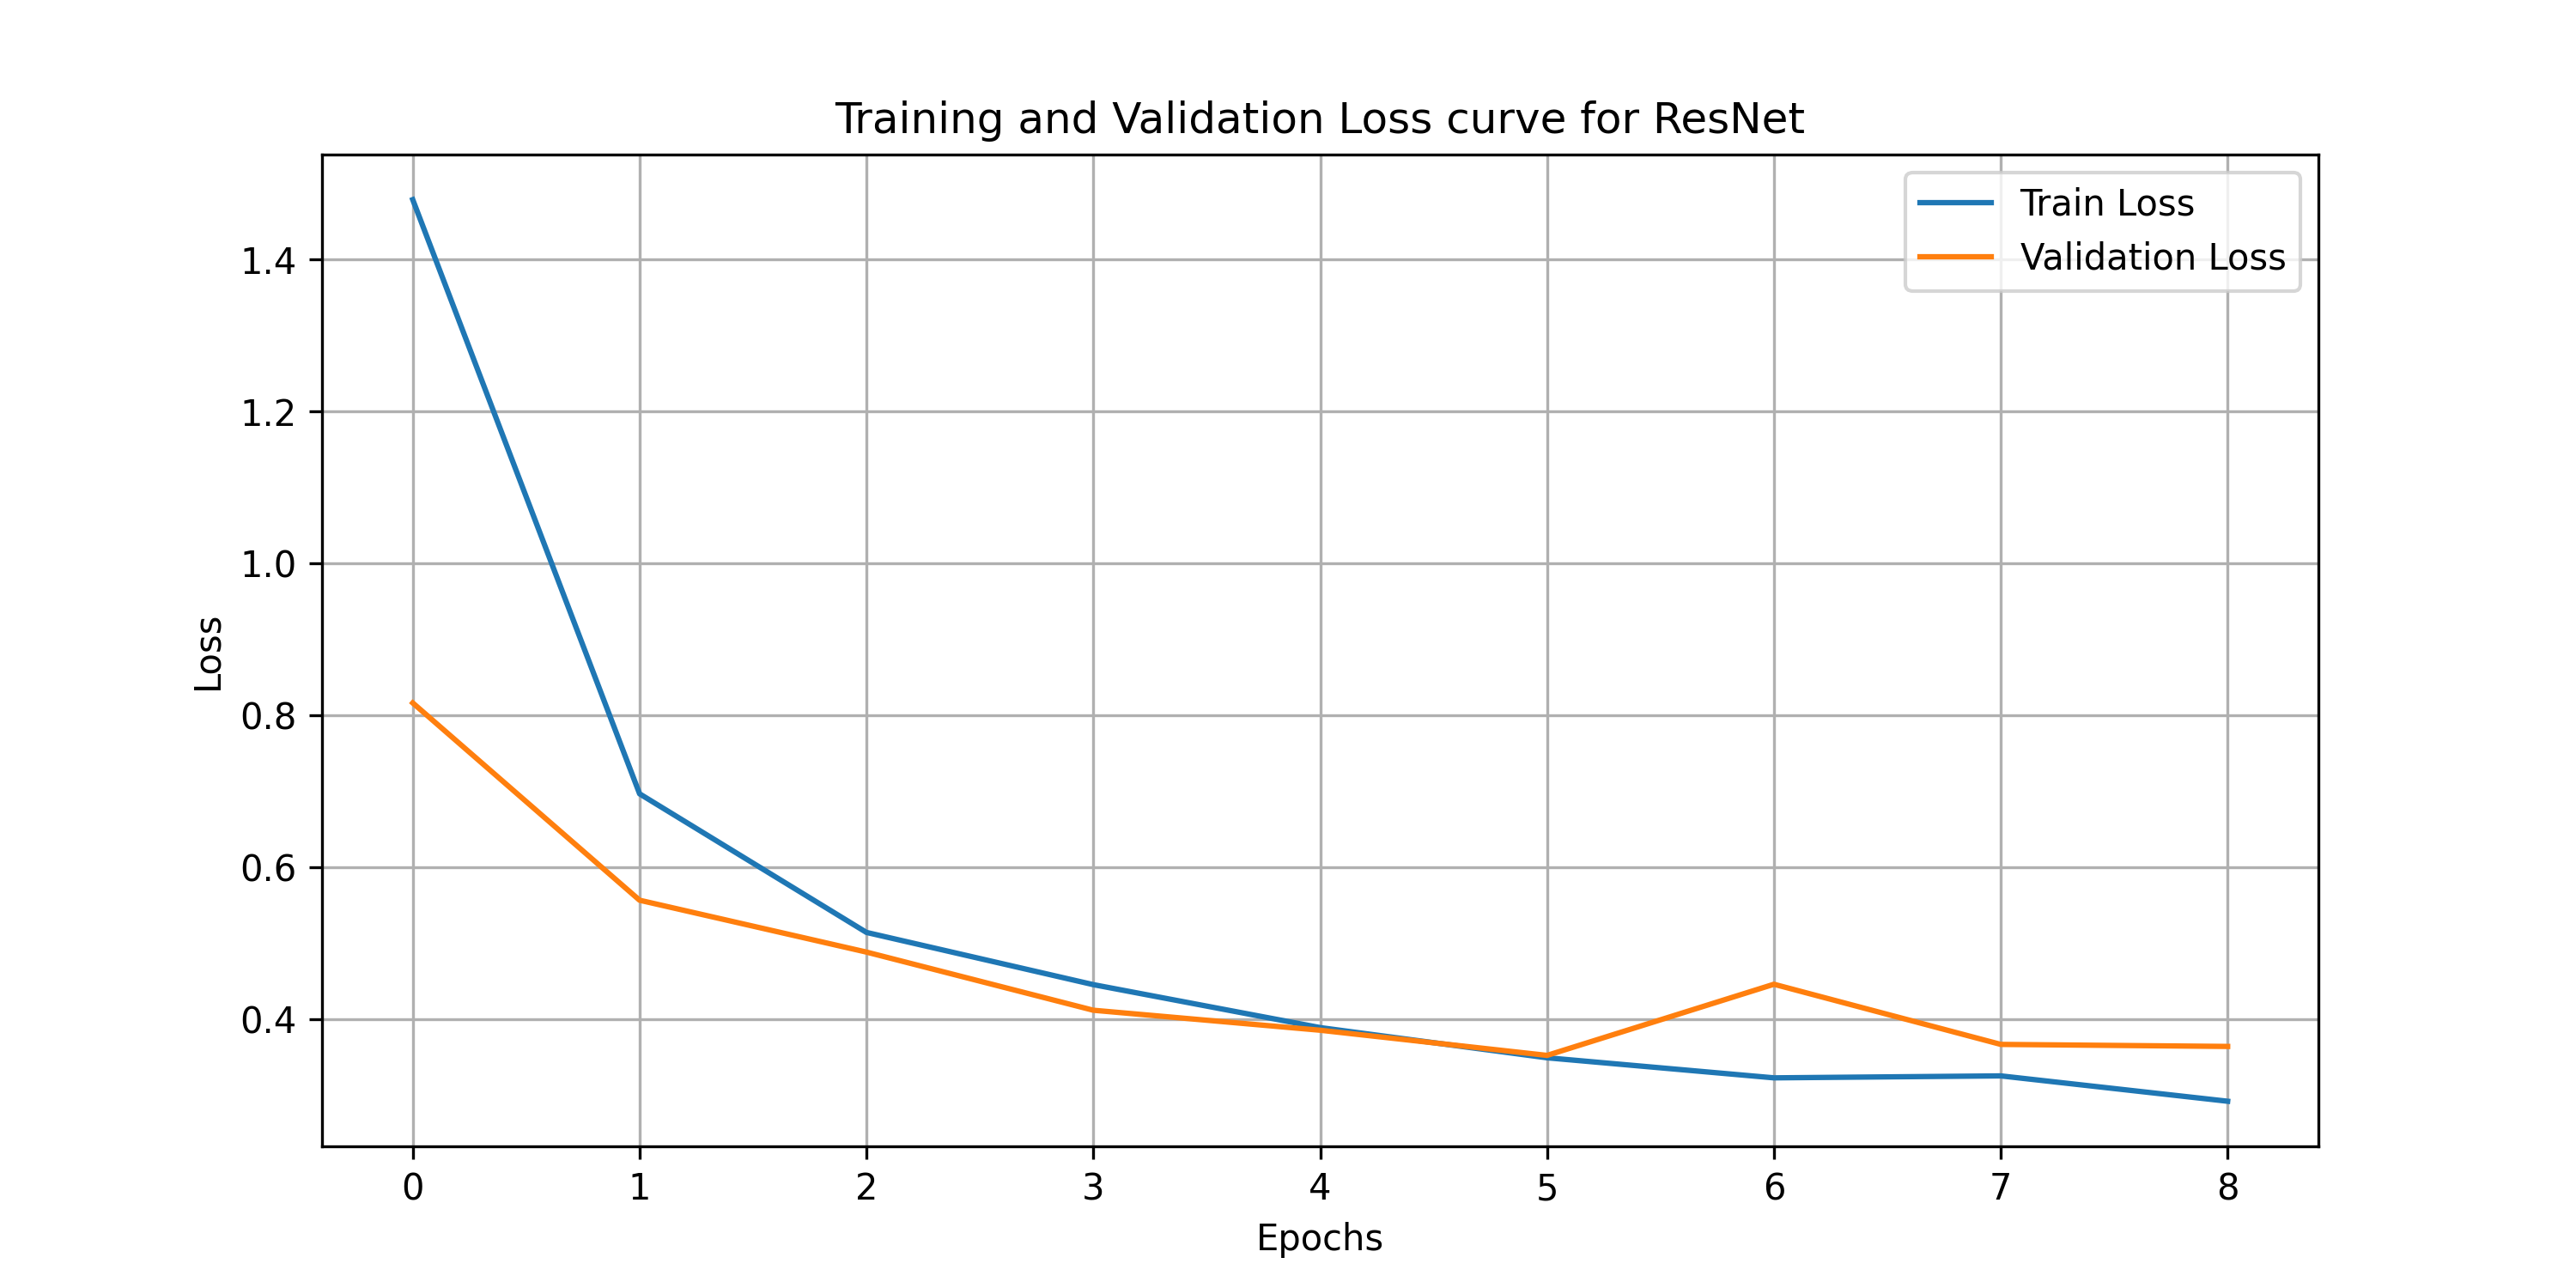 Training and Validation Loss curve for ResNet
Train Loss
Validation Loss
1.4
1.2
1.0
0.8
0.6
0.4
Loss
0 1 2 3 4 5 6 7 8
Epochs